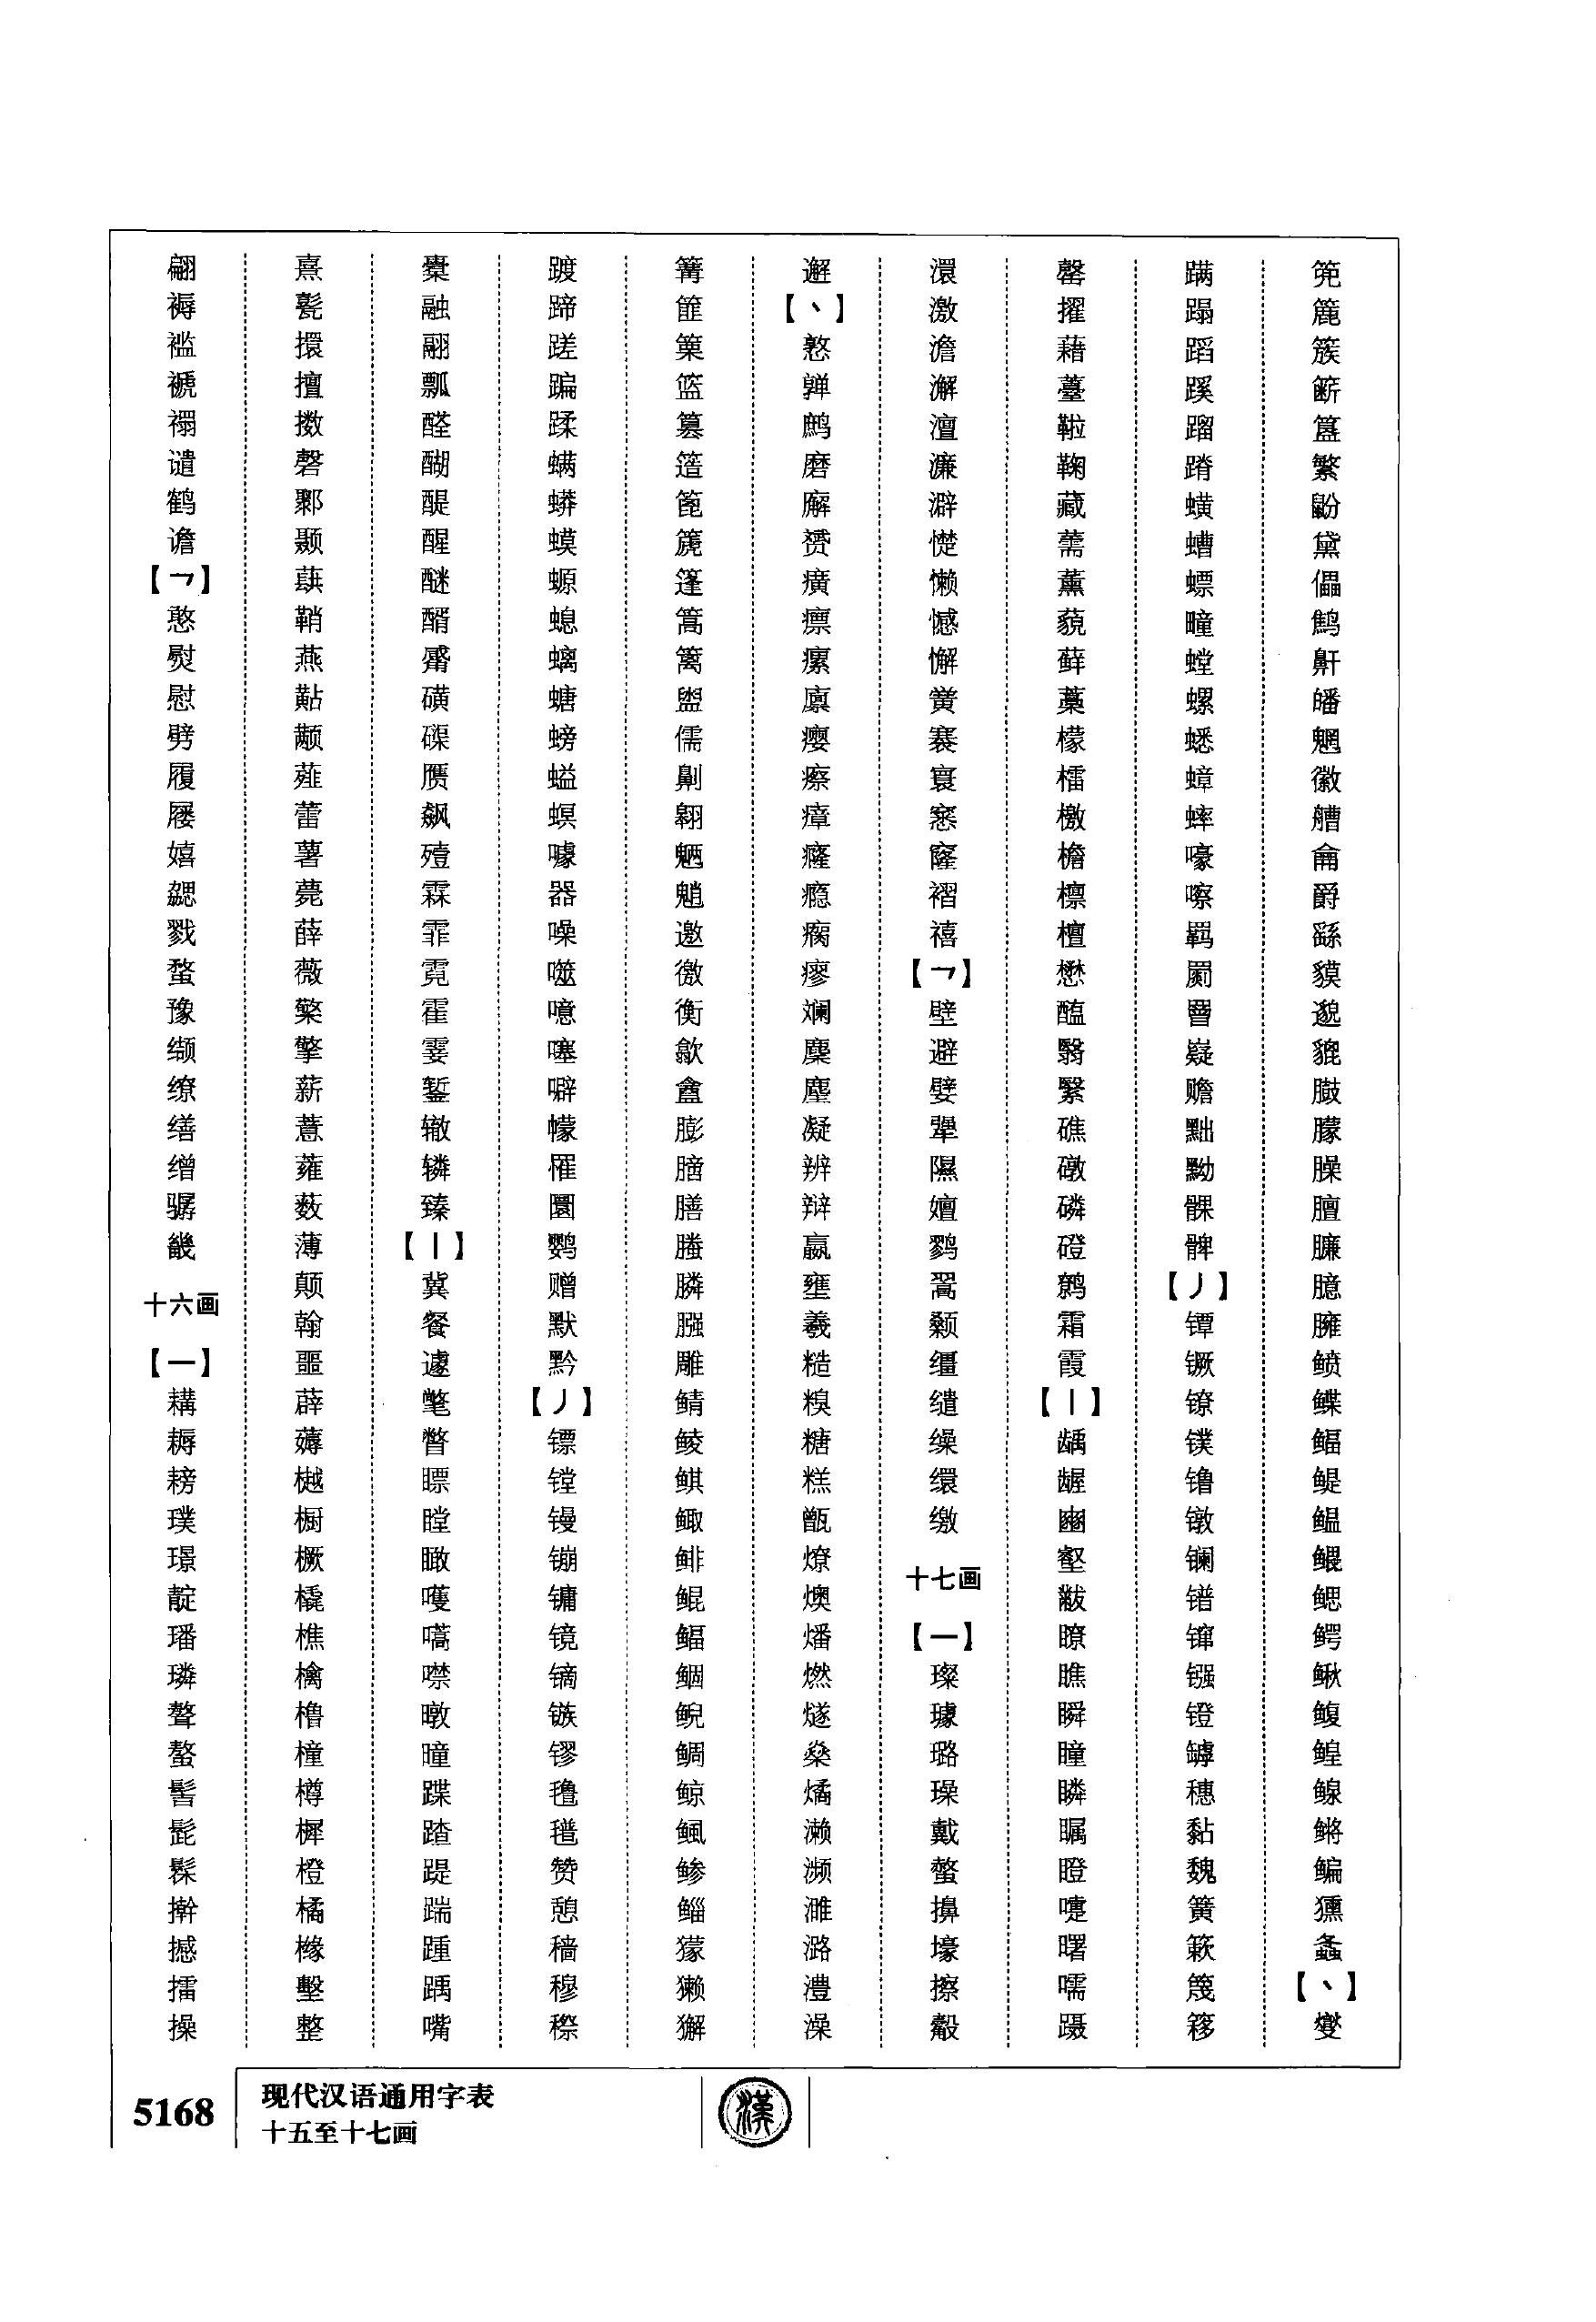 翩褥褴褫褟谴鹤谵
【㇇】
憨熨慰劈履屦嬉勰戮蝥豫缬缭缮缯骣畿
十六画
【一】
耩耨耪璞璟靛璠璘聱螯髻髭髹擀撼擂操
熹甏擐擅擞磬鄹颞蕻鞘燕黇颟薤蕾薯薨薛薇檠擎薪薏蕹薮薄颠翰噩薜薅樾橱橛橇樵檎橹橦樽樨橙橘橼墼整
橐融翮瓢醛醐醍醒醚醑觱磺磲赝飙殪霖霏霓霍霎錾辙辚臻
【丨】
冀餐遽氅瞥瞟瞠瞰嚄嚆噤暾曈蹀蹅踶踹踵踽嘴
踱蹄蹉蹁蹂螨蟒蟆螈螅螭螗螃螠螟噱器噪噬噫噻噼幪罹圜鹦赠默黔
【丿】
镖镗镘镚镛镜镝镞镠氇氆赞憩穑穆穄
篝篚篥篮篡簉篦篪篷篙篱盥儒劓翱魉魈邀徼衡歙盦膨膪膳螣膦膙雕鲭鲮鲯鲰鲱鲲鲳鲴鲵鲷鲸鲺鲹鲻獴獭獬
邂
【丶】
憝亸鹧磨廨赟癀瘭瘰廪瘿瘵瘴癃瘾瘸瘳斓麇麈凝辨辩嬴壅羲糙糗糖糕甑燎燠燔燃燧燊燏濑濒濉潞澧澡
澴激澹澥澶濂澼憷懒憾懈黉褰寰窸窿褶禧
【㇇】
壁避嬖犟隰嬗鹨翯颡缰缱缲缳缴
十七画
【一】
璨璩璐璪戴螫擤壕擦觳
罄擢藉薹鞡鞠藏薷薰藐藓藁檬檑檄檐檩檀懋醢翳繄礁礅磷磴鹩霜霞
【丨】
龋龌豳壑黻瞭瞧瞬瞳瞵瞩瞪嚏曙嚅蹑
蹒蹋蹈蹊蹓蹐蟥螬螵疃螳螺蟋蟑蟀嚎嚓羁罽罾嶷赡黜黝髁髀
【丿】
镡镢镣镤镥镦镧镨镩镪镫罅穗黏魏簧簌篾簃
篼簏簇簖簋繁鼢黛儡鹪鼾皤魍徽艚龠爵繇貘邈貔臌朦臊膻臁臆臃鲼鲽鲾鳀鳁鳂鳃鳄鳅鳆鳇鳈鳉鳊獯螽
【丶】
燮
5168
现代汉语通用字表
十五至十七画
漢